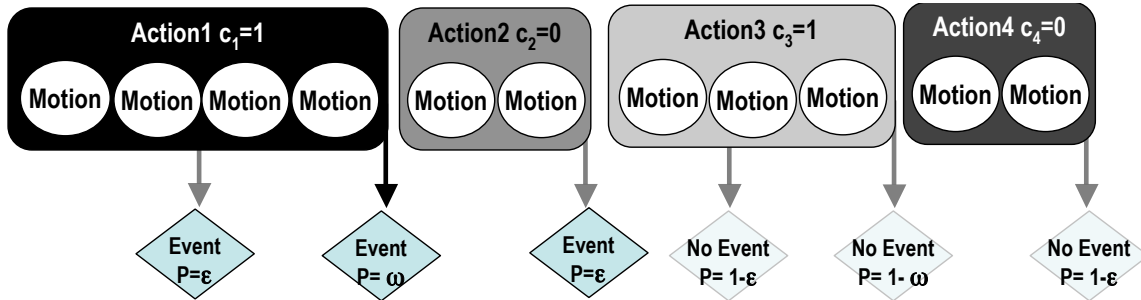 Action1 c₁=1
Action2 c₂=0
Action3 c₃=1
Action4 c₄=0
Motion Motion Motion Motion
Motion Motion
Motion Motion Motion
Motion Motion
Event
P=ε
Event
P= ω
Event
P=ε
No Event
P= 1-ε
No Event
P= 1- ω
No Event
P= 1-ε